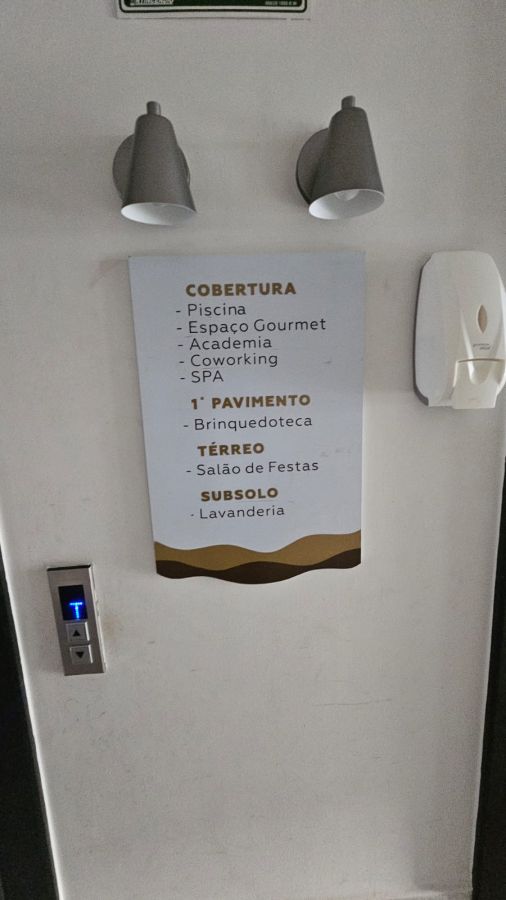 COBERTURA
- Piscina
- Espaço Gourmet
- Academia
- Coworking
- SPA
1° PAVIMENTO
- Brinquedoteca
TÉRREO
- Salão de Festas
SUBSOLO
- Lavanderia
T